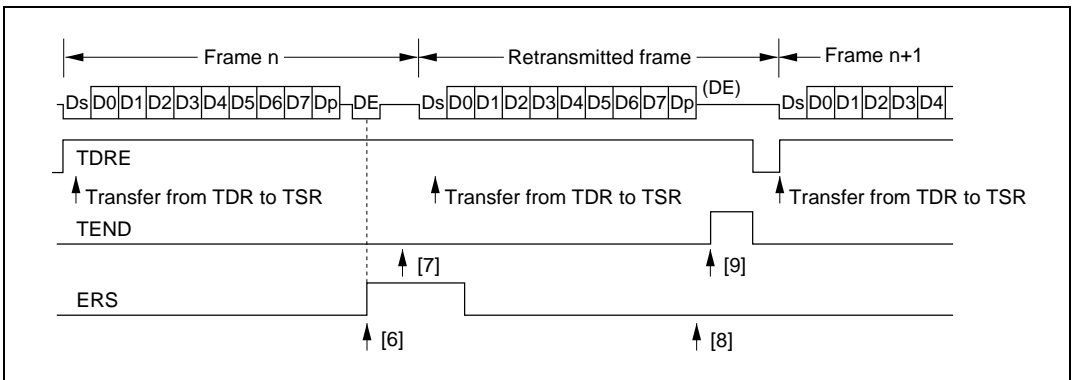 Frame n Retransmitted frame Frame n+1
Ds D0 D1 D2 D3 D4 D5 D6 D7 Dp DE Ds D0 D1 D2 D3 D4 D5 D6 D7 Dp (DE) Ds D0 D1 D2 D3 D4
TDRE
Transfer from TDR to TSR Transfer from TDR to TSR Transfer from TDR to TSR
TEND
[7] [9]
ERS
[6] [8]